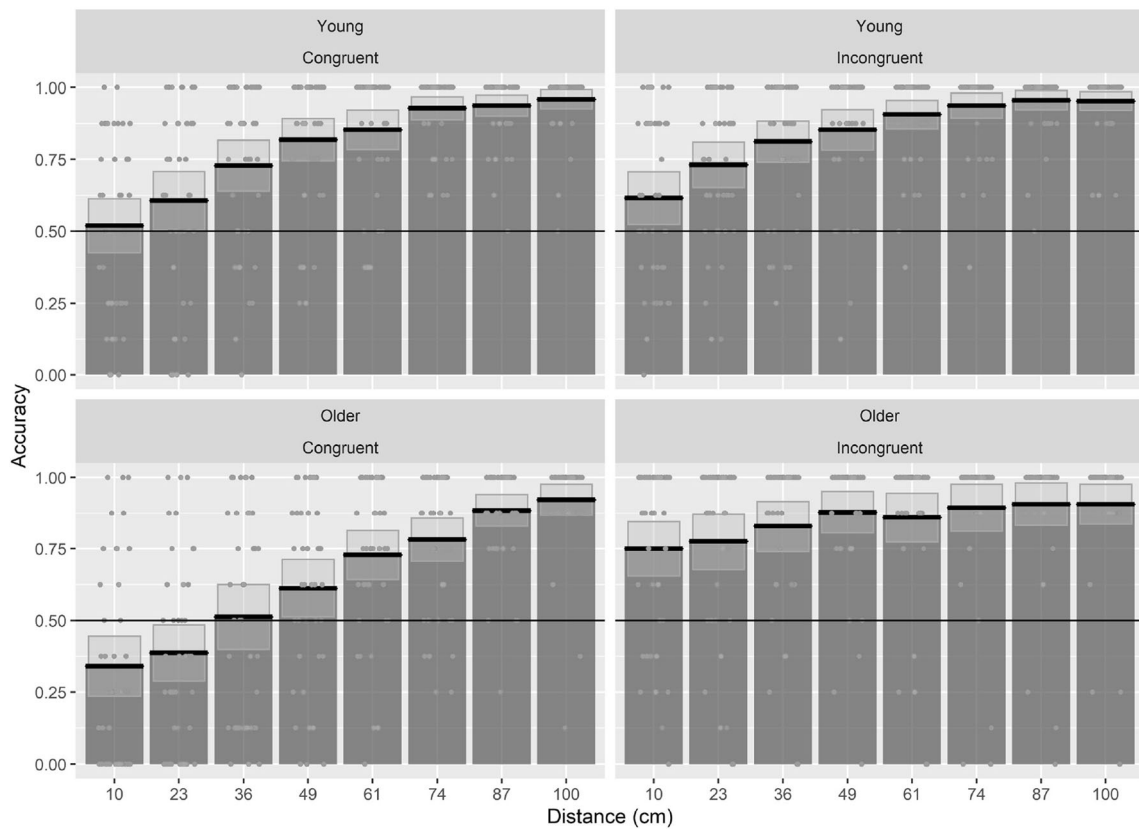 Young
Congruent
Young
Incongruent
1.00
0.75
0.50
0.25
0.00
Accuracy
Older
Congruent
Older
Incongruent
1.00
0.75
0.50
0.25
0.00
10 23 36 49 61 74 87 100
10 23 36 49 61 74 87 100
Distance (cm)